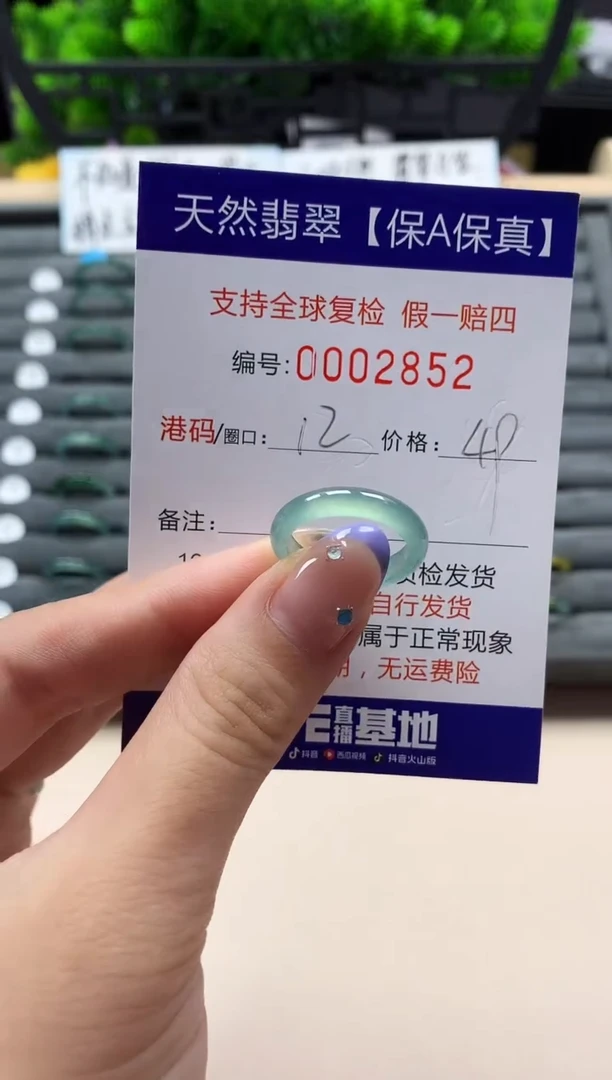 天然翡翠【保A保真】
支持全球复检 假一赔四
编号:0002852
港码/圈口: 12 价格:
备注:
质检发货
自行发货
属于正常现象
,无运费险
直播基地
抖音 西瓜视频 抖音火山版